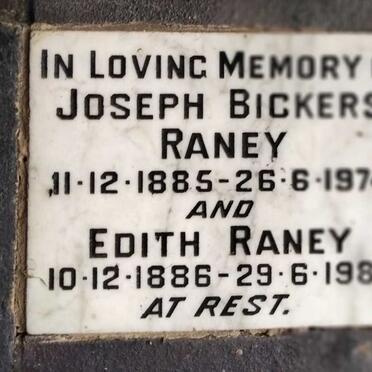 IN LOVING MEMORY
JOSEPH BICKERS
RANEY
11·12·1885-26·6·197
AND
EDITH RANEY
10·12·1886-29·6·198
AT REST.